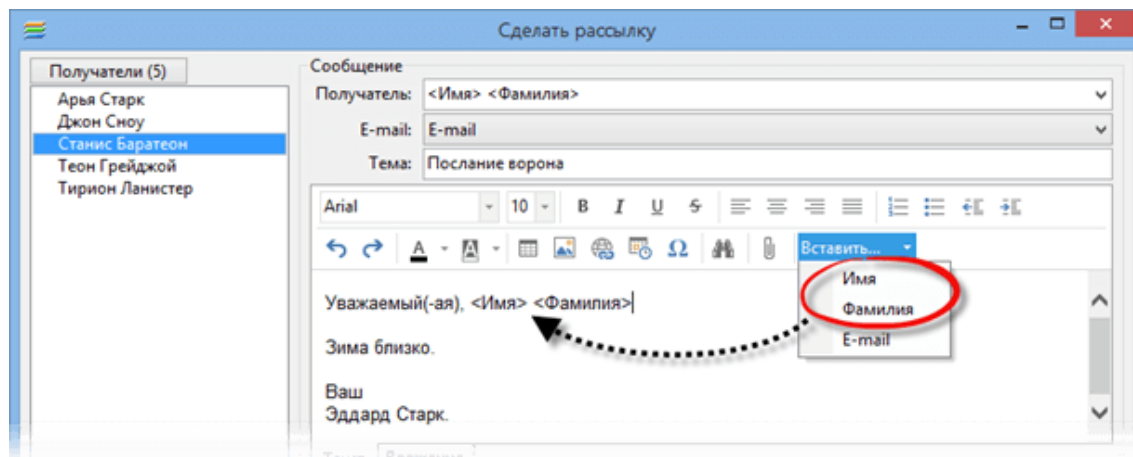 Сделать рассылку
Получатели (5)
Арья Старк
Джон Сноу
Станис Баратеон
Теон Грейджой
Тирион Ланистер
Сообщение
Получатель: <Имя> <Фамилия>
E-mail: E-mail
Тема: Послание ворона
Arial 10 B I U S
A A Ω Вставить...
Имя
Фамилия
E-mail
Уважаемый(-ая), <Имя> <Фамилия>
Зима близко.
Ваш
Эддард Старк.